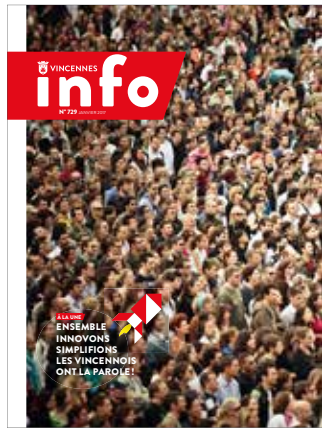 VINCENNES
info
N° 729 JANVIER 2017
À LA UNE
ENSEMBLE
INNOVONS
SIMPLIFIONS
LES VINCENNOIS
ONT LA PAROLE !